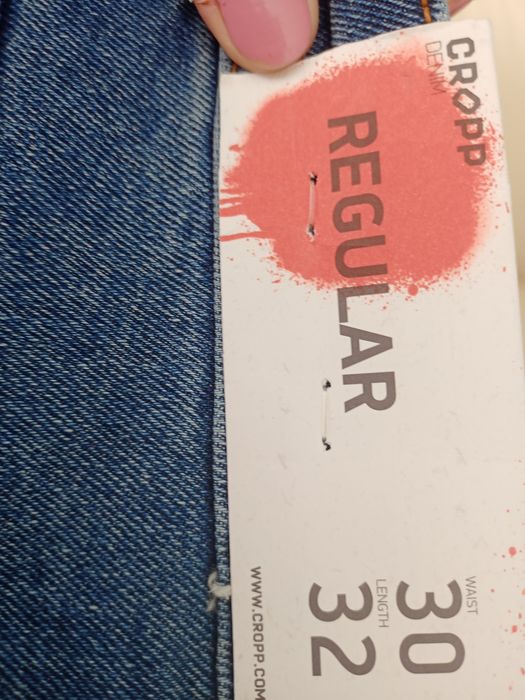 CROPP
DENIM
REGULAR
WAIST
30
LENGTH
32
WWW.CROPP.COM